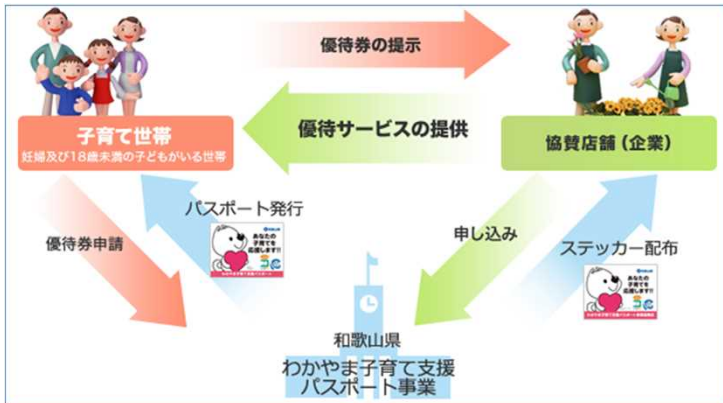 優待券の提示
優待サービスの提供
子育て世帯
妊婦及び18歳未満の子どもがいる世帯
協賛店舗（企業）
パスポート発行
優待券申請
あなたの
子育てを
応援します!!
申し込み
ステッカー配布
あなたの
子育てを
応援します!!
和歌山県
わかやま子育て支援
パスポート事業